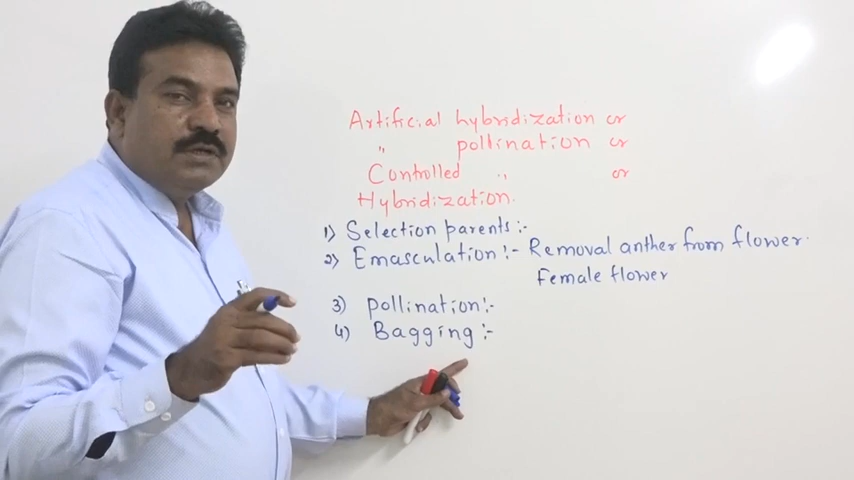 Artificial hybridization or
" pollination or
Controlled " or
Hybridization.
1) Selection parents :-
2) Emasculation :- Removal anther from flower.
Female flower
3) Pollination :-
4) Bagging :-